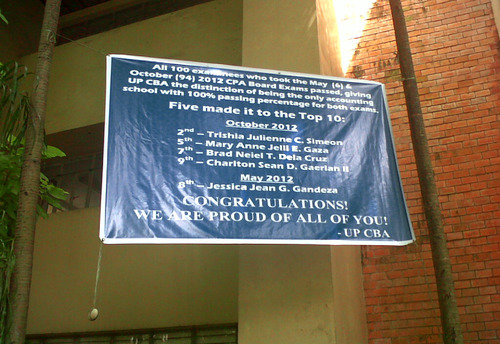 All 100 examinees who took the May (6) &
October (94) 2012 CPA Board Exams passed, giving
UP CBA the distinction of being the only accounting
school with 100% passing percentage for both exams.
Five made it to the Top 10:
October 2012
2nd – Trishia Julienne C. Simeon
5th – Mary Anne Jelli E. Gaza
7th – Brad Neiel T. Dela Cruz
9th – Charlton Sean D. Gaerlan II
May 2012
8th – Jessica Jean G. Gandeza
CONGRATULATIONS!
WE ARE PROUD OF ALL OF YOU!
- UP CBA